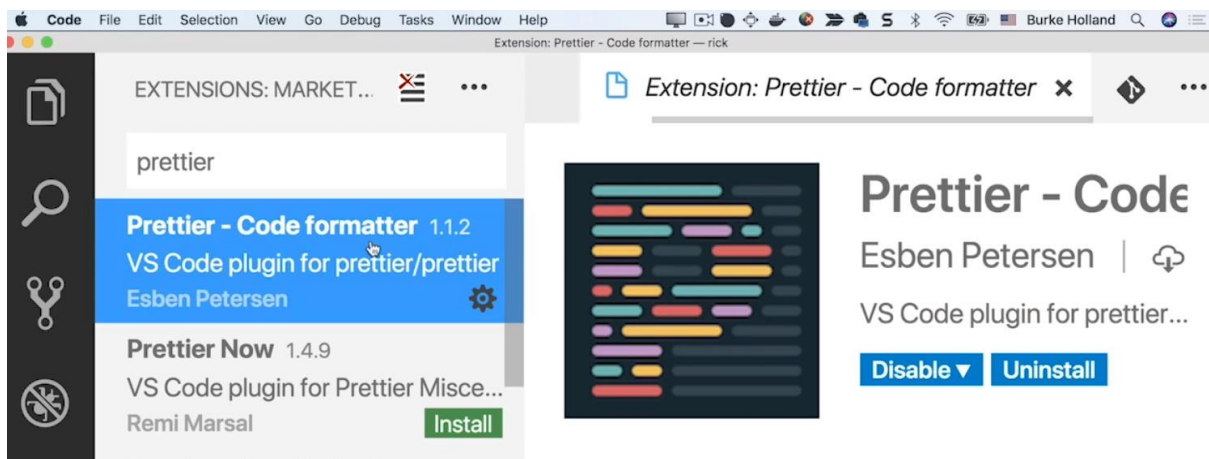 Code File Edit Selection View Go Debug Tasks Window Help Burke Holland
Extension: Prettier - Code formatter — rick
EXTENSIONS: MARKET...
Extension: Prettier - Code formatter
prettier
Prettier - Code formatter 1.1.2
VS Code plugin for prettier/prettier
Esben Petersen
Prettier Now 1.4.9
VS Code plugin for Prettier Misce...
Remi Marsal Install
Prettier - Code
Esben Petersen
VS Code plugin for prettier...
Disable Uninstall